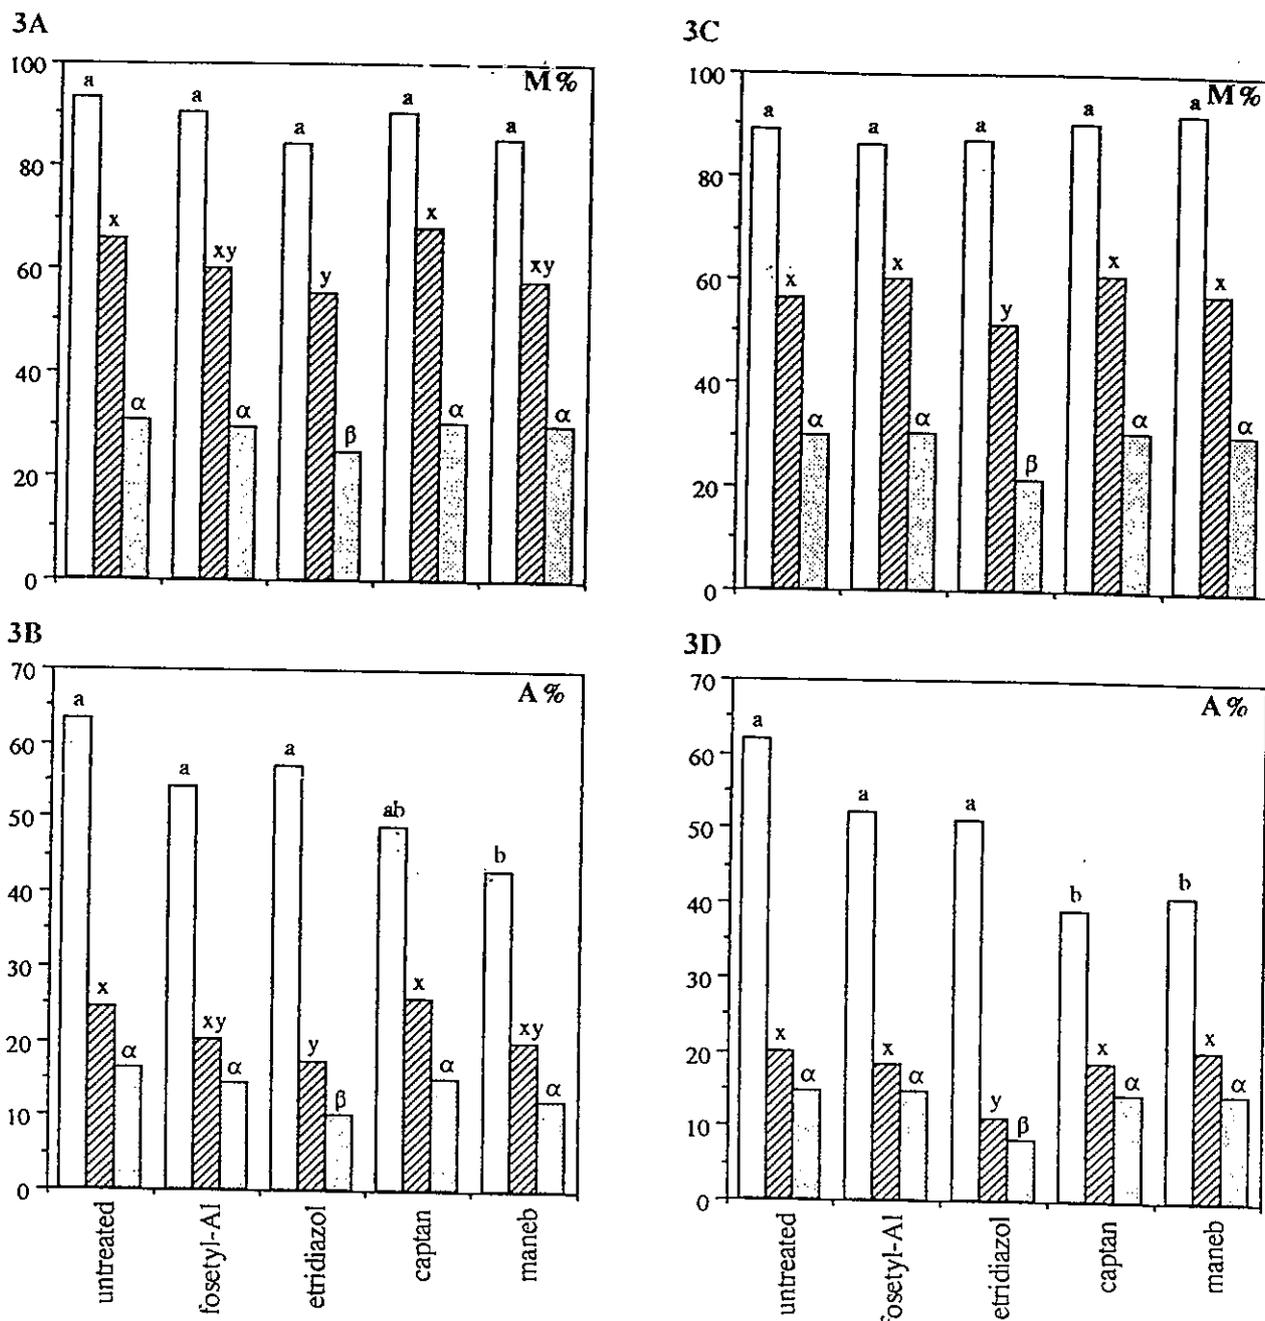 3A
M%
100
80
60
40
20
0
a a a a a
x xy y x xy
α α β α α
3C
M%
100
80
60
40
20
0
a a a a a
x x y x x
α α β α α
3B
A%
70
60
50
40
30
20
10
0
a a a ab b
x xy y x xy
α α β α α
untreated
fosetyl-Al
etridiazol
captan
maneb
3D
A%
70
60
50
40
30
20
10
0
a a a b b
x x y x x
α α β α α
untreated
fosetyl-Al
etridiazol
captan
maneb